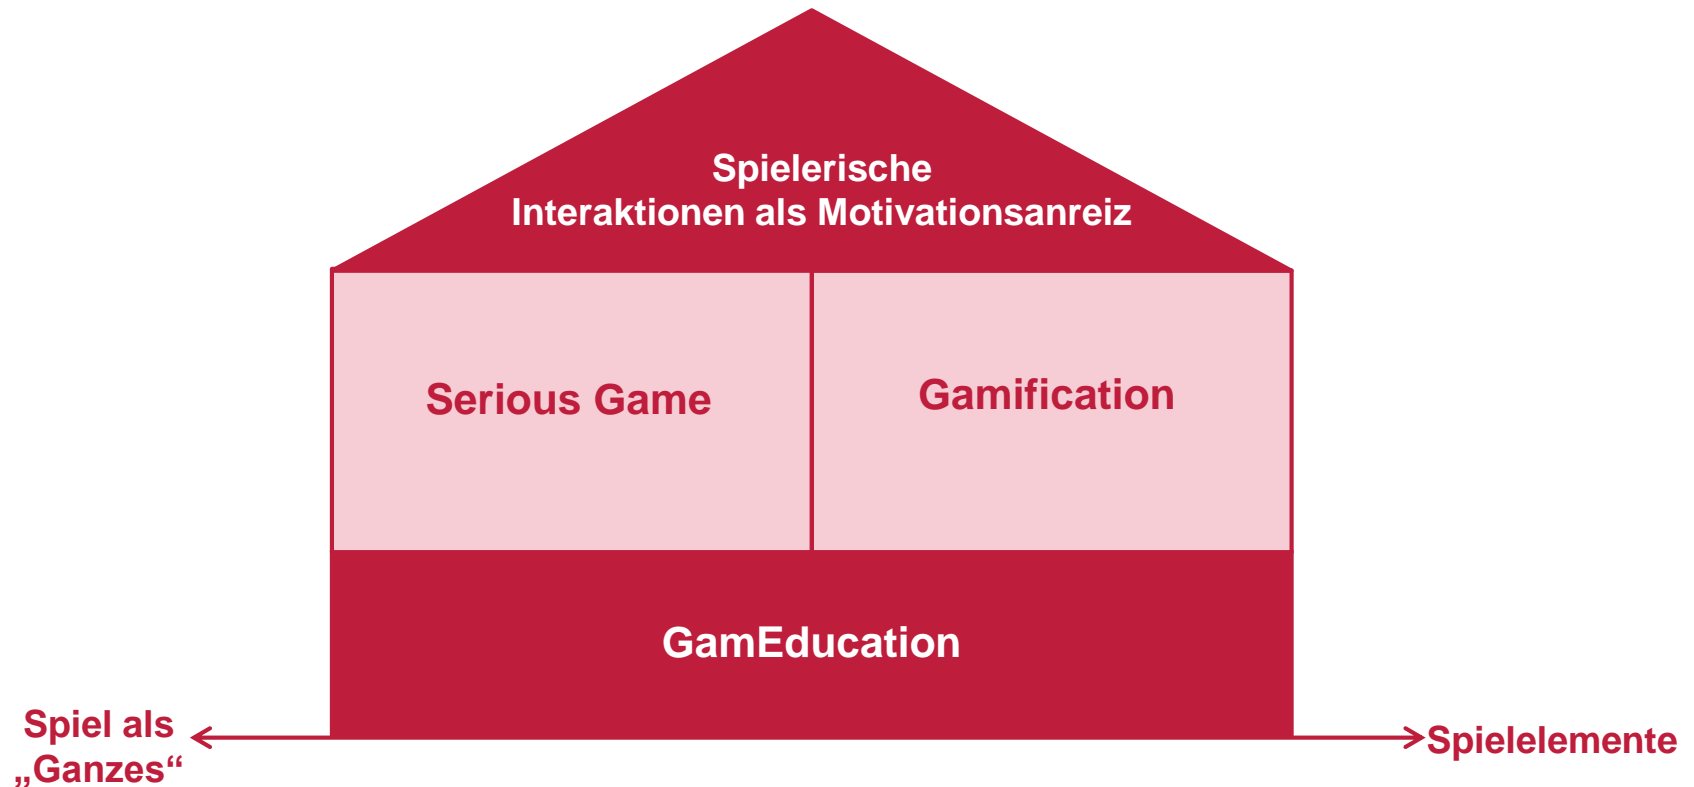 Spielerische
Interaktionen als Motivationsanreiz
Serious Game
Gamification
GamEducation
Spiel als
„Ganzes“
Spielelemente